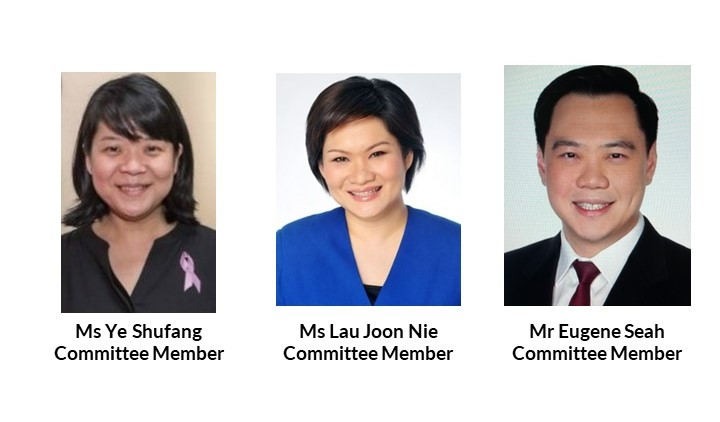 Ms Ye Shufang
Committee Member
Ms Lau Joon Nie
Committee Member
Mr Eugene Seah
Committee Member